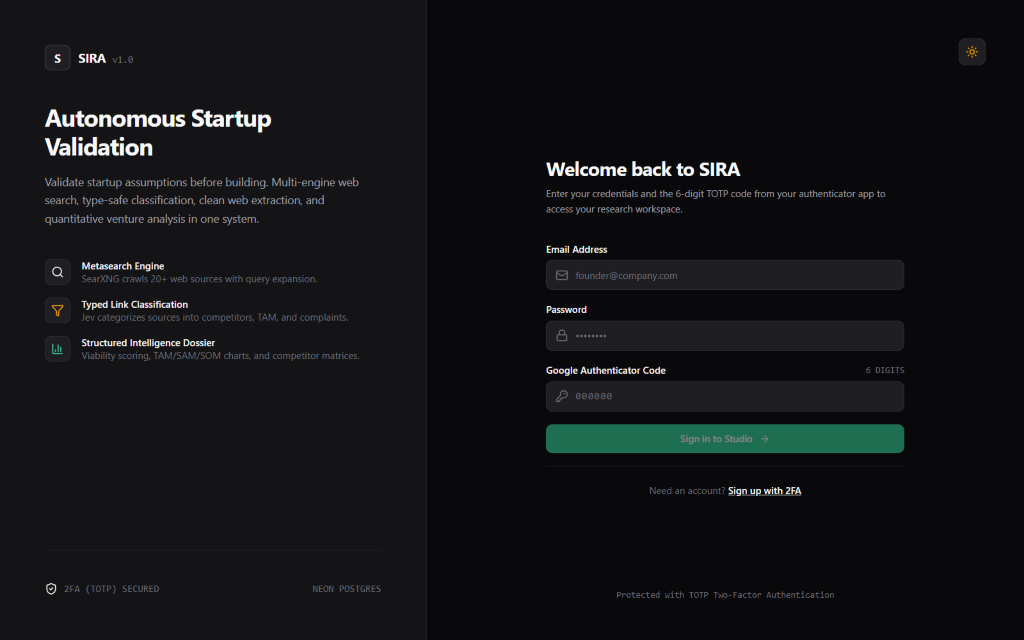 S SIRA v1.0
Autonomous Startup
Validation
Validate startup assumptions before building. Multi-engine web
search, type-safe classification, clean web extraction, and
quantitative venture analysis in one system.
Metasearch Engine
SearXNG crawls 20+ web sources with query expansion.
Typed Link Classification
Jev categorizes sources into competitors, TAM, and complaints.
Structured Intelligence Dossier
Viability scoring, TAM/SAM/SOM charts, and competitor matrices.
2FA (TOTP) SECURED NEON POSTGRES
Welcome back to SIRA
Enter your credentials and the 6-digit TOTP code from your authenticator app to
access your research workspace.
Email Address
founder@company.com
Password
••••••••
Google Authenticator Code 6 DIGITS
000000
Sign in to Studio →
Need an account? Sign up with 2FA
Protected with TOTP Two-Factor Authentication